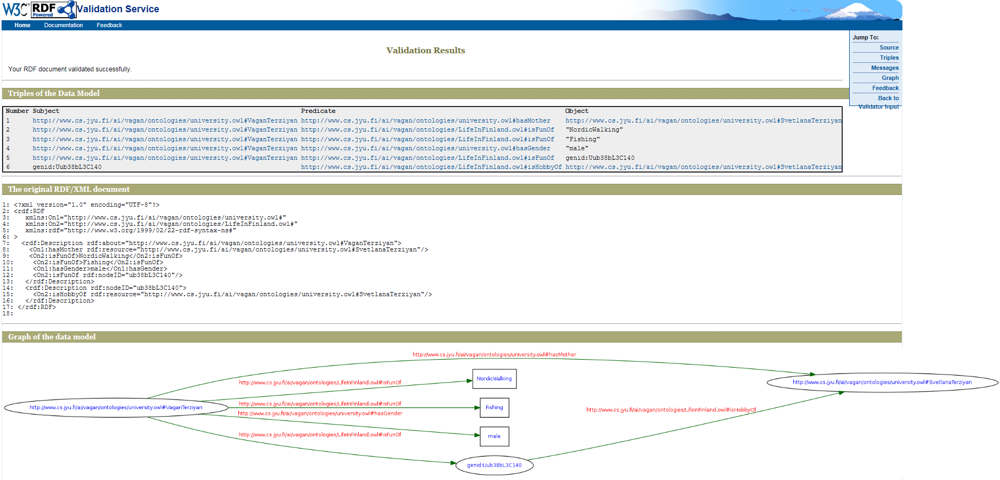 W3C® RDF Powered Validation Service
Home Documentation Feedback
Jump To:
Source
Triples
Messages
Graph
Feedback
Back to
Validator Input
Validation Results
Your RDF document validated successfully.
Triples of the Data Model
Number Subject Predicate Object
1 http://www.cs.jyu.fi/ai/vagan/ontologies/university.owl#VaganTerziyan http://www.cs.jyu.fi/ai/vagan/ontologies/university.owl#hasMother http://www.cs.jyu.fi/ai/vagan/ontologies/university.owl#SvetlanaTerziyan
2 http://www.cs.jyu.fi/ai/vagan/ontologies/university.owl#VaganTerziyan http://www.cs.jyu.fi/ai/vagan/ontologies/LifeInFinland.owl#isFunOf "NordicWalking"
3 http://www.cs.jyu.fi/ai/vagan/ontologies/university.owl#VaganTerziyan http://www.cs.jyu.fi/ai/vagan/ontologies/LifeInFinland.owl#isFunOf "Fishing"
4 http://www.cs.jyu.fi/ai/vagan/ontologies/university.owl#VaganTerziyan http://www.cs.jyu.fi/ai/vagan/ontologies/university.owl#hasGender "male"
5 http://www.cs.jyu.fi/ai/vagan/ontologies/university.owl#VaganTerziyan http://www.cs.jyu.fi/ai/vagan/ontologies/LifeInFinland.owl#isFunOf genid:Uub38bL3C140
6 genid:Uub38bL3C140 http://www.cs.jyu.fi/ai/vagan/ontologies/LifeInFinland.owl#isHobbyOf http://www.cs.jyu.fi/ai/vagan/ontologies/university.owl#SvetlanaTerziyan
The original RDF/XML document
1: <?xml version="1.0" encoding="UTF-8"?>
2: <rdf:RDF
3: xmlns:On1="http://www.cs.jyu.fi/ai/vagan/ontologies/university.owl#"
4: xmlns:On2="http://www.cs.jyu.fi/ai/vagan/ontologies/LifeInFinland.owl#"
5: xmlns:rdf="http://www.w3.org/1999/02/22-rdf-syntax-ns#"
6: >
7: <rdf:Description rdf:about="http://www.cs.jyu.fi/ai/vagan/ontologies/university.owl#VaganTerziyan">
8: <On1:hasMother rdf:resource="http://www.cs.jyu.fi/ai/vagan/ontologies/university.owl#SvetlanaTerziyan"/>
9: <On2:isFunOf>NordicWalking</On2:isFunOf>
10: <On2:isFunOf>Fishing</On2:isFunOf>
11: <On1:hasGender>male</On1:hasGender>
12: <On2:isFunOf rdf:nodeID="ub38bL3C140"/>
13: </rdf:Description>
14: <rdf:Description rdf:nodeID="ub38bL3C140">
15: <On2:isHobbyOf rdf:resource="http://www.cs.jyu.fi/ai/vagan/ontologies/university.owl#SvetlanaTerziyan"/>
16: </rdf:Description>
17: </rdf:RDF>
18:
Graph of the data model
http://www.cs.jyu.fi/ai/vagan/ontologies/university.owl#hasMother
NordicWalking
http://www.cs.jyu.fi/ai/vagan/ontologies/LifeInFinland.owl#isFunOf
http://www.cs.jyu.fi/ai/vagan/ontologies/university.owl#SvetlanaTerziyan
http://www.cs.jyu.fi/ai/vagan/ontologies/LifeInFinland.owl#isFunOf
http://www.cs.jyu.fi/ai/vagan/ontologies/university.owl#VaganTerziyan
Fishing
http://www.cs.jyu.fi/ai/vagan/ontologies/LifeInFinland.owl#isHobbyOf
http://www.cs.jyu.fi/ai/vagan/ontologies/university.owl#hasGender
http://www.cs.jyu.fi/ai/vagan/ontologies/LifeInFinland.owl#isFunOf
male
genid:Uub38bL3C140